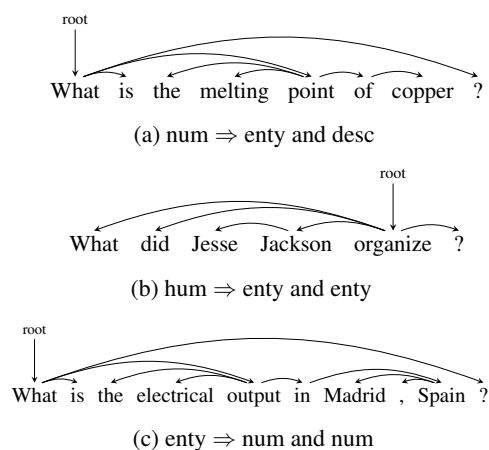 root
What is the melting point of copper ?
(a) num ⇒ enty and desc
root
What did Jesse Jackson organize ?
(b) hum ⇒ enty and enty
root
What is the electrical output in Madrid , Spain ?
(c) enty ⇒ num and num